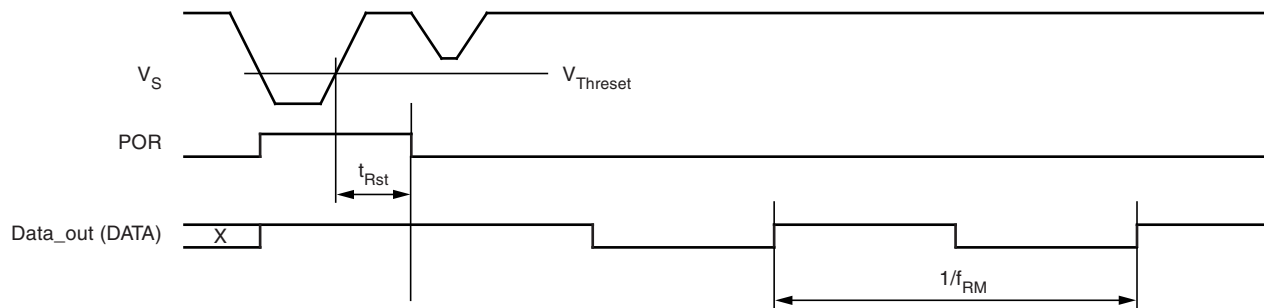 V_S
V_Threset
POR
t_Rst
Data_out (DATA)
X
1/f_RM